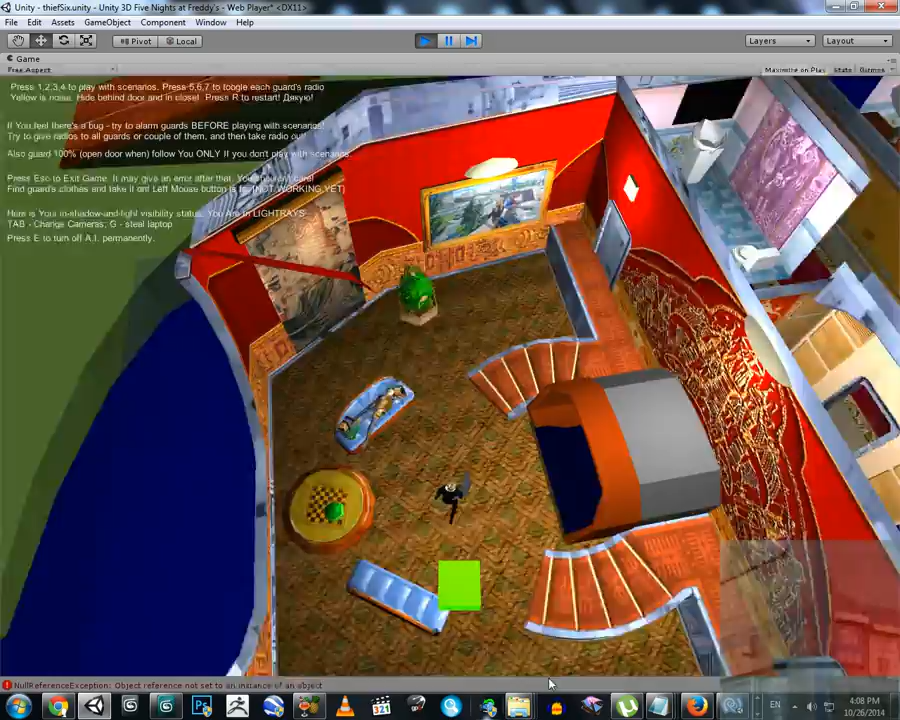 Unity - thiefSix.unity - Unity 3D Five Nights at Freddy's - Web Player* <DX11>
File Edit Assets GameObject Component Window Help
Pivot Local Layers Layout
Game
Free Aspect Maximize on Play Stats Gizmos
Press 1,2,3,4 to play with scenarios. Press 5,6,7 to toogle each guard's radio
Yellow is noise. Hide behind door and in closet. Press R to restart! Дякую!
If You feel there's a bug - try to alarm guards BEFORE playing with scenarios!
Try to give radios to all guards or couple of them, and then take radio out!
Also guard 100% (open door when) follow You ONLY if you don't play with scenarios.
Press Esc to Exit Game. It may give an error after that. You care!
Find guard's clothes and take it on! Left Mouse button is (NOT WORKING YET)
Here is Your in-shadow-and-light visibility status: You Are in LIGHTRAYS
TAB - Change Cameras; G - steal laptop
Press E to turn off A.I. permanently.
NullReferenceException: Object reference not set to an instance of an object
321
EN 4:08 PM
10/26/2014